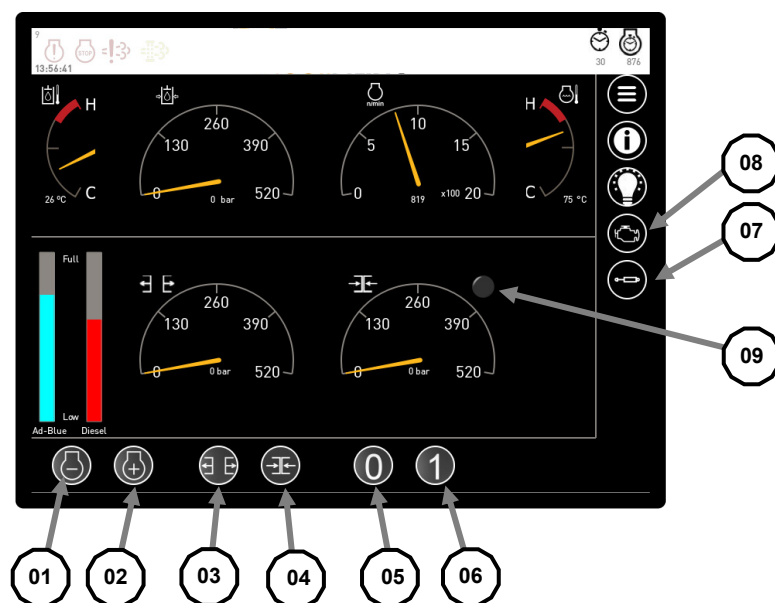 9
STOP
13:56:41
30 876
H
C
26 °C
0 130 260 390 520
0 bar
n/min
0 5 10 15 20
819 x100
H
C
75 °C
Full
Low
Ad-Blue Diesel
0 130 260 390 520
0 bar
0 130 260 390 520
0 bar
0 1
08
07
09
01 02 03 04 05 06